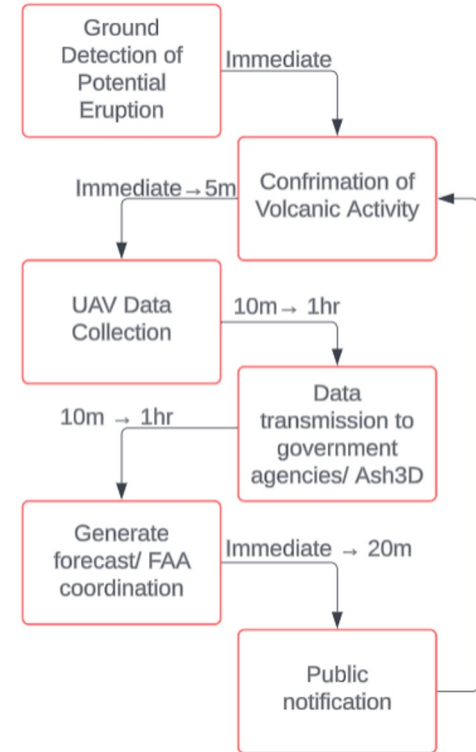 Ground
Detection of
Potential
Eruption
Immediate
Confrimation of
Volcanic Activity
Immediate→5m
UAV Data
Collection
10m→ 1hr
Data
transmission to
government
agencies/ Ash3D
10m → 1hr
Generate
forecast/ FAA
coordination
Immediate → 20m
Public
notification